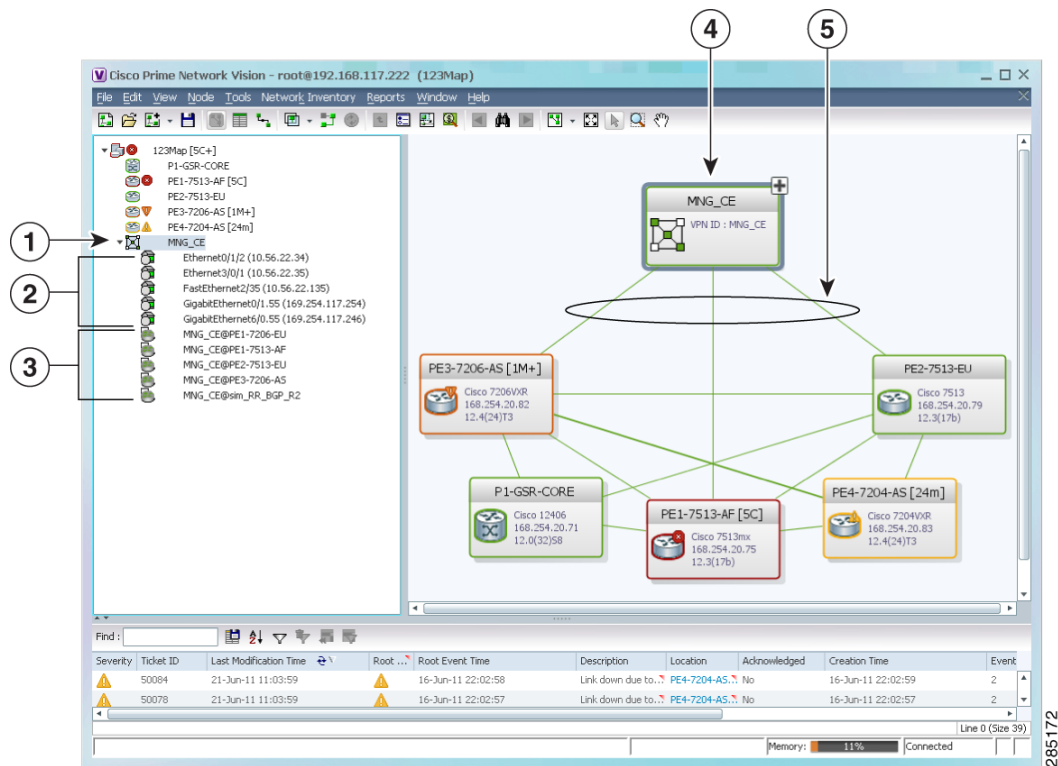 4
5
Cisco Prime Network Vision - root@192.168.117.222 (123Map)
File Edit View Node Tools Network Inventory Reports Window Help
123Map [5C+]
P1-GSR-CORE
PE1-7513-AF [5C]
PE2-7513-EU
PE3-7206-AS [1M+]
PE4-7204-AS [24m]
1
MNG_CE
2
Ethernet0/1/2 (10.56.22.34)
Ethernet3/0/1 (10.56.22.35)
FastEthernet2/35 (10.56.22.135)
GigabitEthernet0/1.55 (169.254.117.254)
GigabitEthernet6/0.55 (169.254.117.246)
3
MNG_CE@PE1-7206-EU
MNG_CE@PE1-7513-AF
MNG_CE@PE2-7513-EU
MNG_CE@PE3-7206-AS
MNG_CE@sim_RR_BGP_R2
MNG_CE
VPN ID : MNG_CE
PE3-7206-AS [1M+]
Cisco 7206VXR
168.254.20.82
12.4(24)T3
PE2-7513-EU
Cisco 7513
168.254.20.79
12.3(17b)
P1-GSR-CORE
Cisco 12406
168.254.20.71
12.0(32)S8
PE1-7513-AF [5C]
Cisco 7513mx
168.254.20.75
12.3(17b)
PE4-7204-AS [24m]
Cisco 7204VXR
168.254.20.83
12.4(24)T3
Find :
Severity Ticket ID Last Modification Time Root ... Root Event Time Description Location Acknowledged Creation Time Event
50084 21-Jun-11 11:03:59 16-Jun-11 22:02:58 Link down due to... PE4-7204-AS... No 16-Jun-11 22:02:59 2
50078 21-Jun-11 11:03:59 16-Jun-11 22:02:57 Link down due to... PE4-7204-AS... No 16-Jun-11 22:02:57 2
Line 0 (Size 39)
Memory: 11% Connected
285172